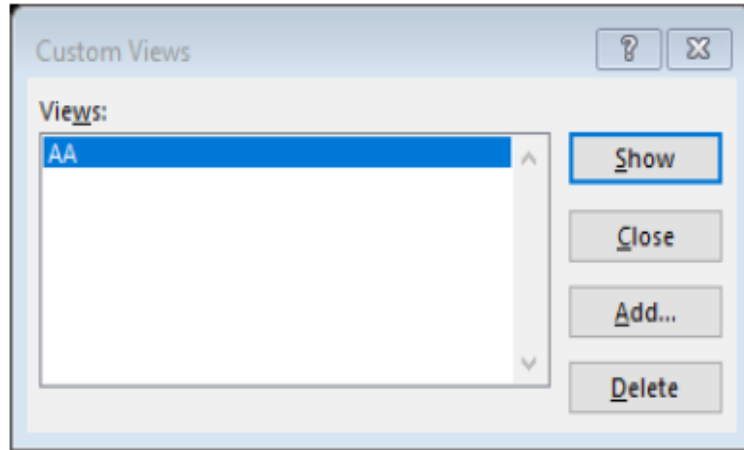 Custom Views
Views:
AA
Show
Close
Add...
Delete